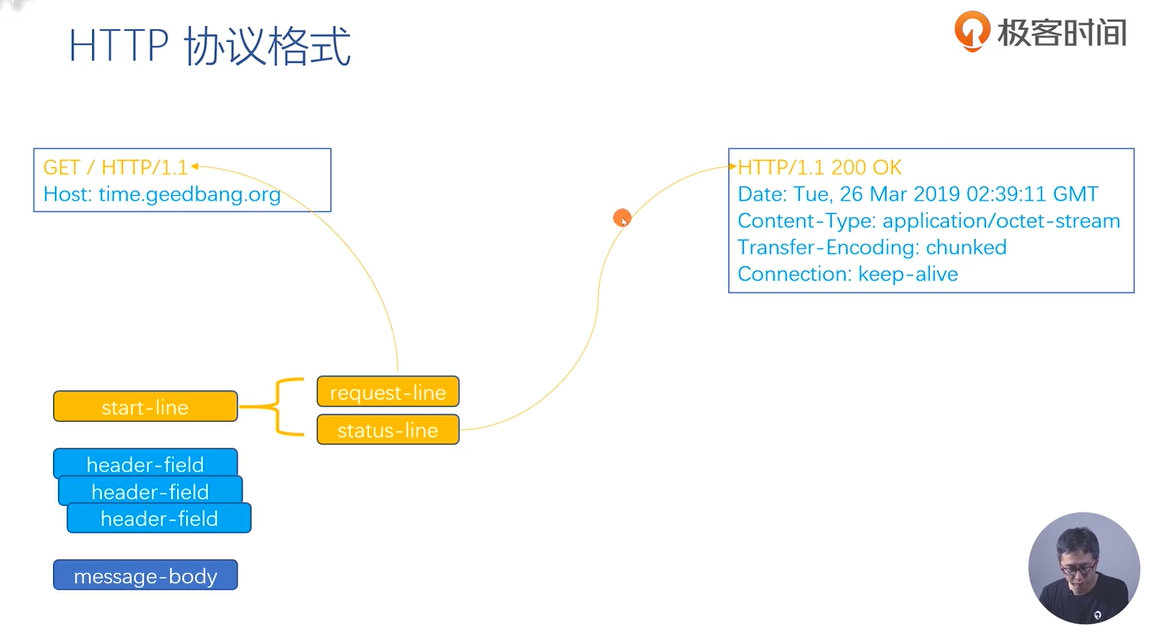 HTTP 协议格式
极客时间
GET / HTTP/1.1
Host: time.geedbang.org
HTTP/1.1 200 OK
Date: Tue, 26 Mar 2019 02:39:11 GMT
Content-Type: application/octet-stream
Transfer-Encoding: chunked
Connection: keep-alive
start-line
request-line
status-line
header-field
header-field
header-field
message-body